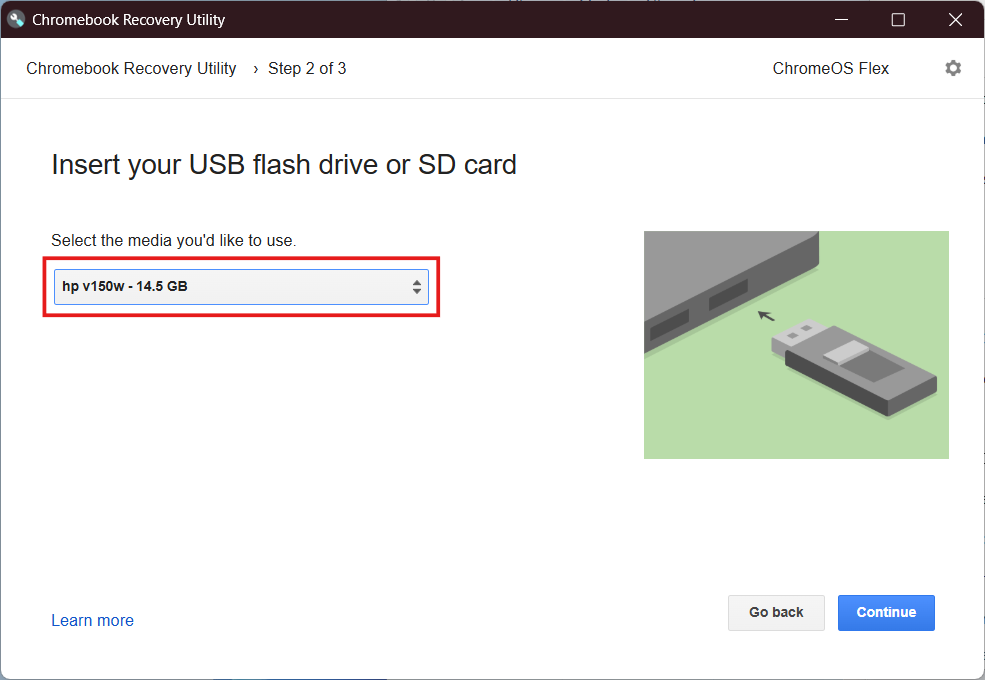 Chromebook Recovery Utility
Chromebook Recovery Utility › Step 2 of 3 ChromeOS Flex
Insert your USB flash drive or SD card
Select the media you'd like to use.
hp v150w - 14.5 GB
Learn more Go back Continue